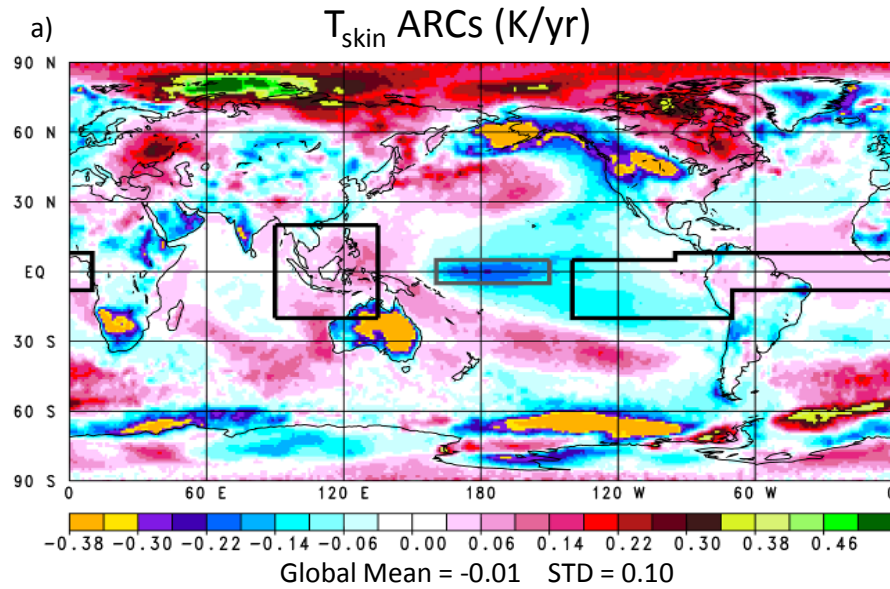 a)
T_skin ARCs (K/yr)
90 N
60 N
30 N
EQ
30 S
60 S
90 S
0 60 E 120 E 180 120 W 60 W 0
-0.38 -0.30 -0.22 -0.14 -0.06 0.00 0.06 0.14 0.22 0.30 0.38 0.46
Global Mean = -0.01 STD = 0.10